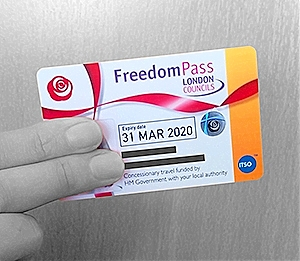 FreedomPass
LONDON
COUNCILS
Expiry date
31 MAR 2020
ITSO
Concessionary travel funded by
HM Government with your local authority